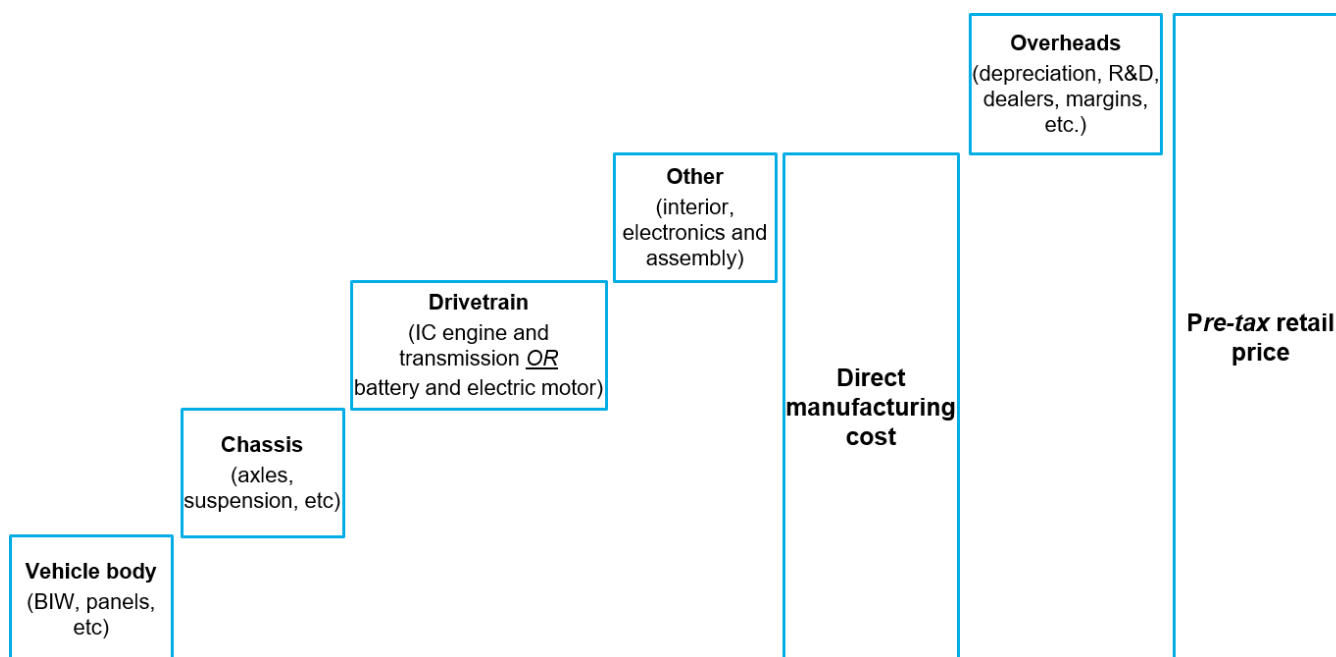 Overheads
(depreciation, R&D,
dealers, margins,
etc.)
Other
(interior,
electronics and
assembly)
Drivetrain
(IC engine and
transmission OR
battery and electric motor)
Pre-tax retail
price
Direct
manufacturing
cost
Chassis
(axles,
suspension, etc)
Vehicle body
(BIW, panels,
etc)